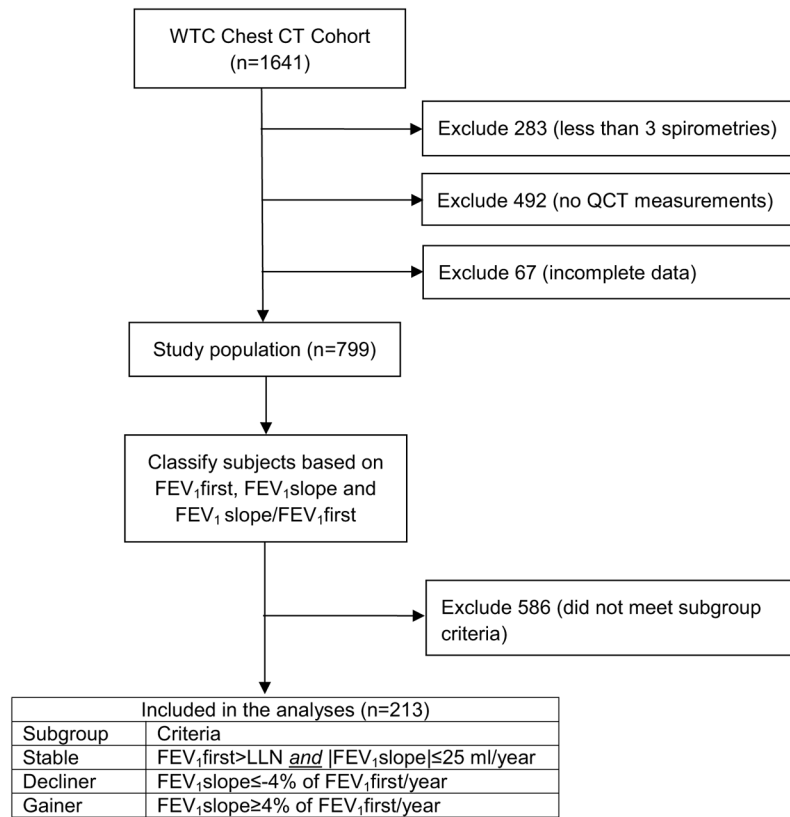 WTC Chest CT Cohort
(n=1641)
Exclude 283 (less than 3 spirometries)
Exclude 492 (no QCT measurements)
Exclude 67 (incomplete data)
Study population (n=799)
Classify subjects based on
FEV₁first, FEV₁slope and
FEV₁ slope/FEV₁first
Exclude 586 (did not meet subgroup
criteria)
Included in the analyses (n=213)
Subgroup Criteria
Stable FEV₁first>LLN and |FEV₁slope|≤25 ml/year
Decliner FEV₁slope≤-4% of FEV₁first/year
Gainer FEV₁slope≥4% of FEV₁first/year